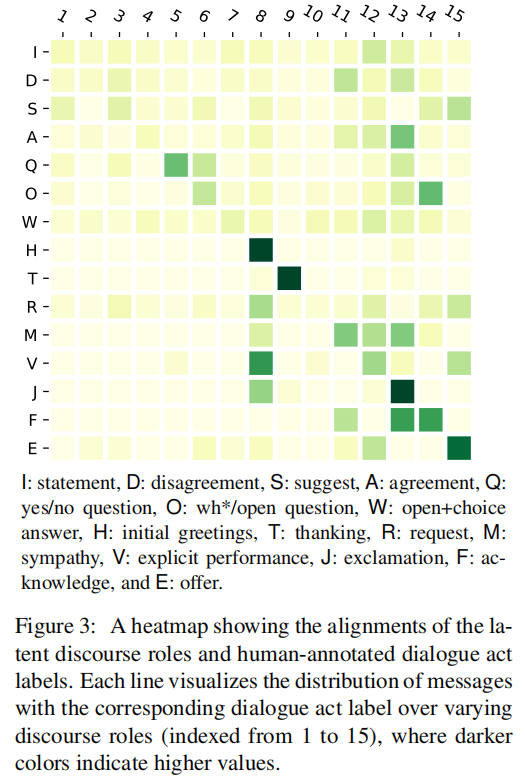 1 2 3 4 5 6 7 8 9 10 11 12 13 14 15
I
D
S
A
Q
O
W
H
T
R
M
V
J
F
E
I: statement, D: disagreement, S: suggest, A: agreement, Q:
yes/no question, O: wh*/open question, W: open+choice
answer, H: initial greetings, T: thanking, R: request, M:
sympathy, V: explicit performance, J: exclamation, F: ac-
knowledge, and E: offer.
Figure 3: A heatmap showing the alignments of the la-
tent discourse roles and human-annotated dialogue act
labels. Each line visualizes the distribution of messages
with the corresponding dialogue act label over varying
discourse roles (indexed from 1 to 15), where darker
colors indicate higher values.